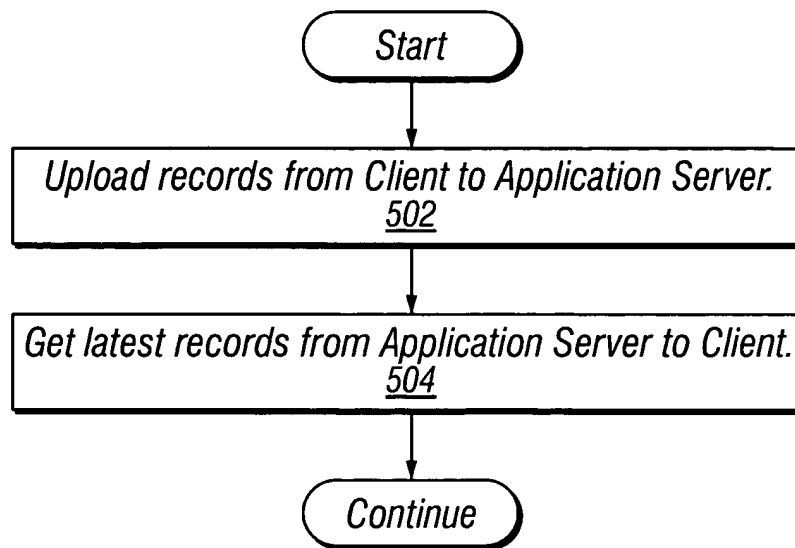 Start
Upload records from Client to Application Server.
502
Get latest records from Application Server to Client.
504
Continue